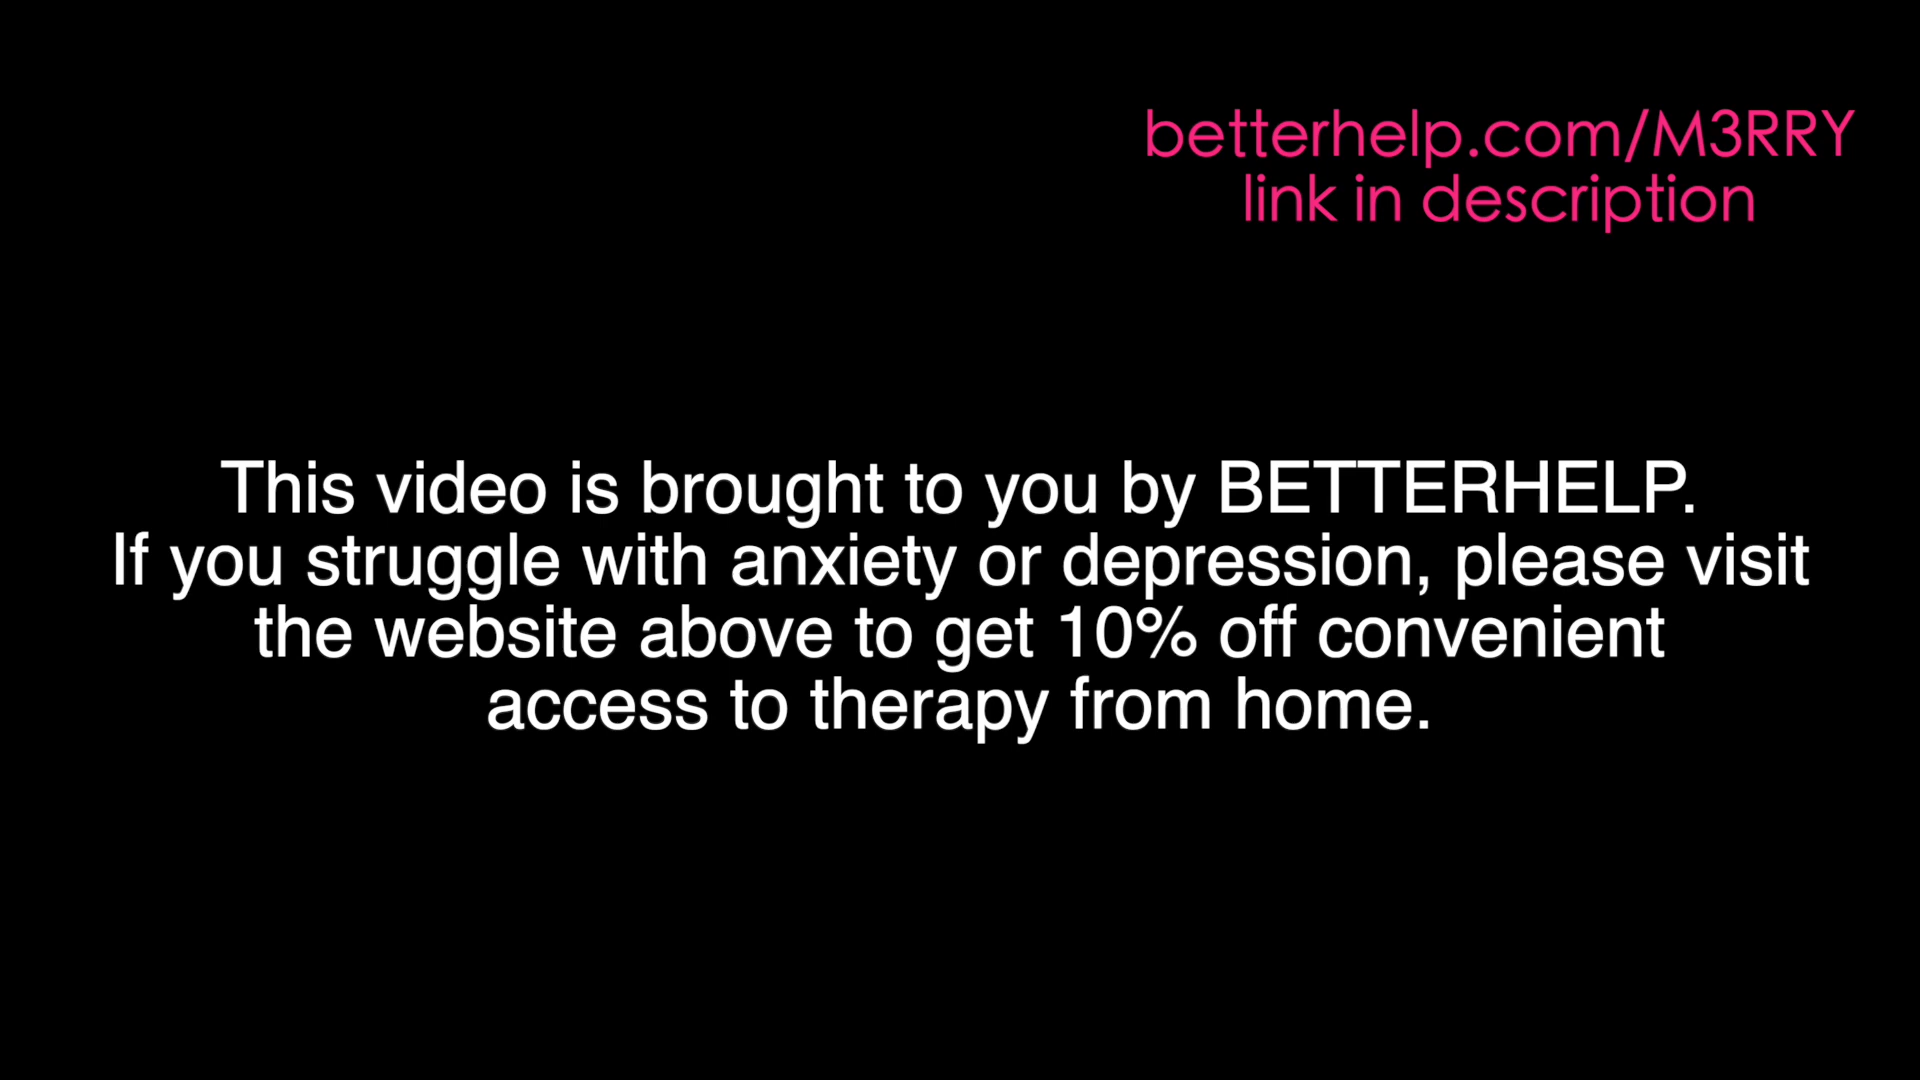 betterhelp.com/M3RRY
link in description
This video is brought to you by BETTERHELP.
If you struggle with anxiety or depression, please visit
the website above to get 10% off convenient
access to therapy from home.